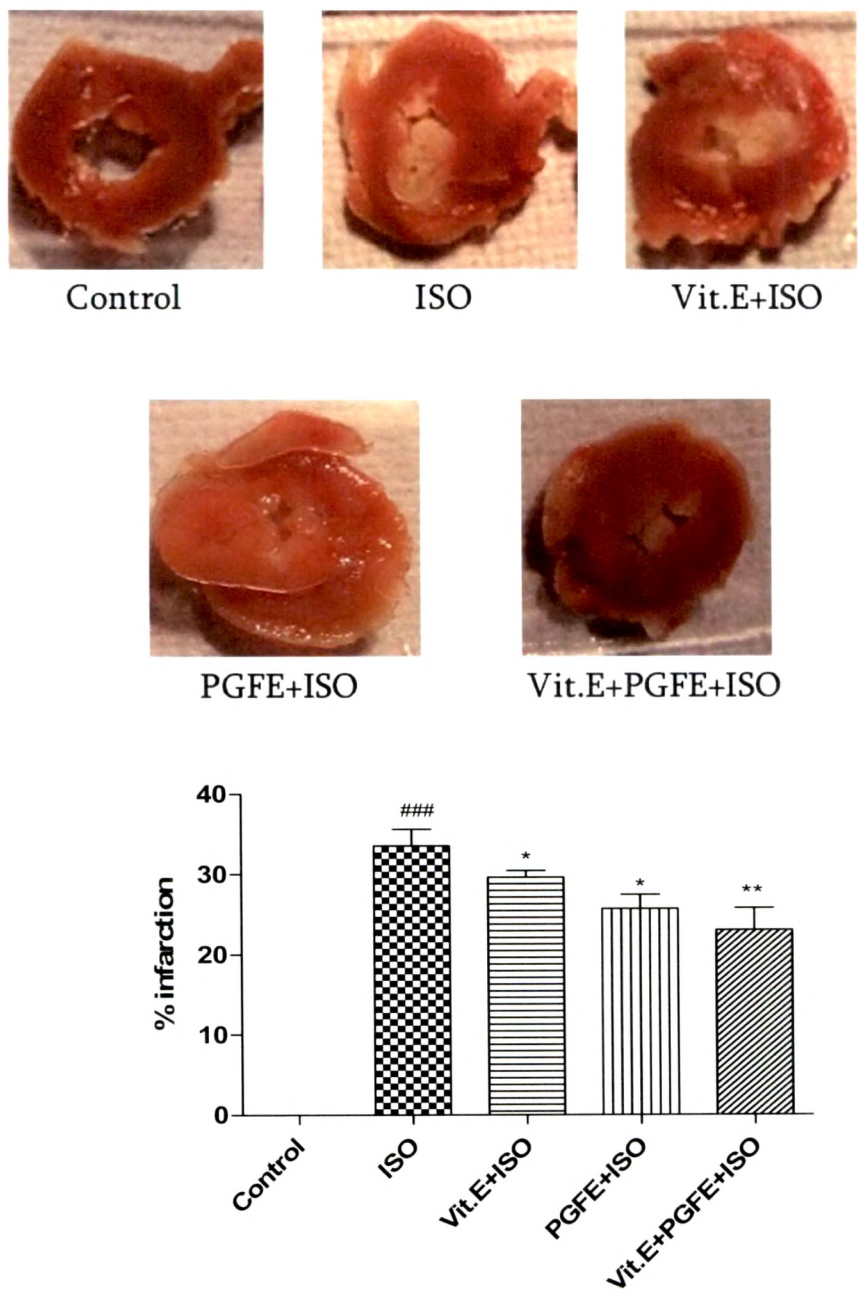 Control
ISO
Vit.E+ISO
PGFE+ISO
Vit.E+PGFE+ISO
40
30
20
10
0
% infarction
###
*
*
**
Control
ISO
Vit.E+ISO
PGFE+ISO
Vit.E+PGFE+ISO